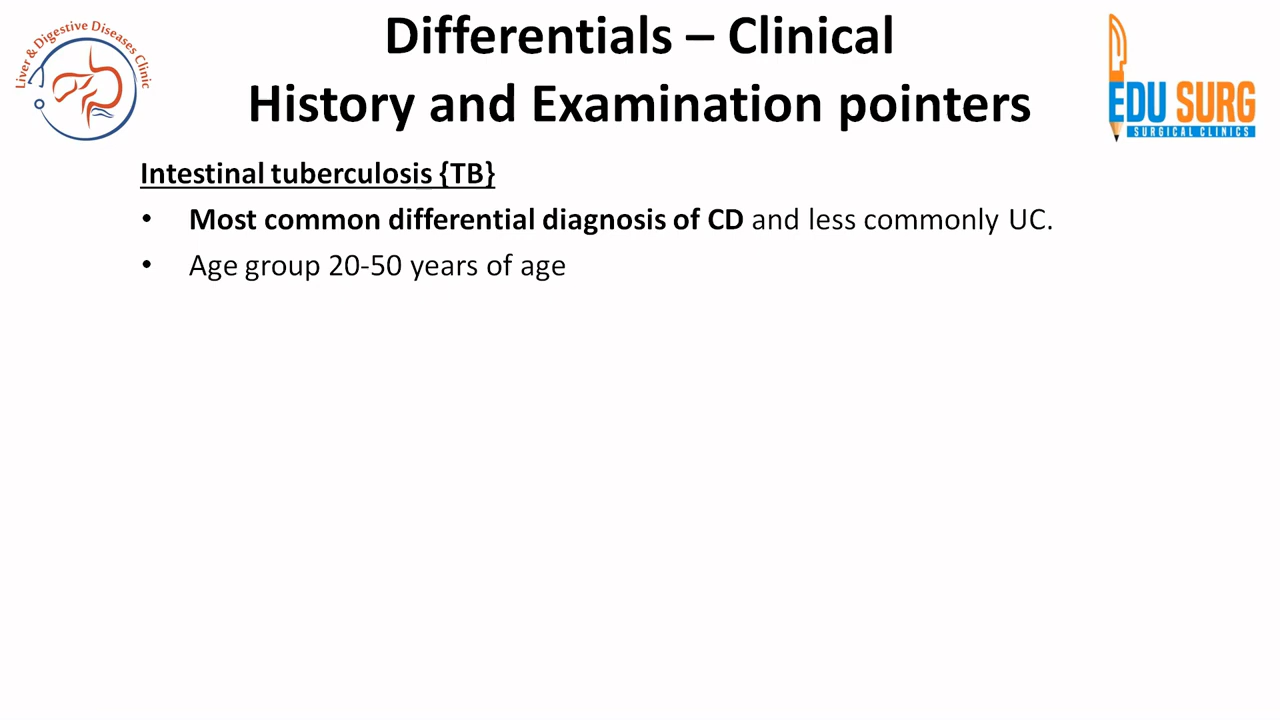 Liver & Digestive Diseases Clinic
Differentials – Clinical
History and Examination pointers
EDU SURG
SURGICAL CLINICS
Intestinal tuberculosis {TB}
• Most common differential diagnosis of CD and less commonly UC.
• Age group 20-50 years of age